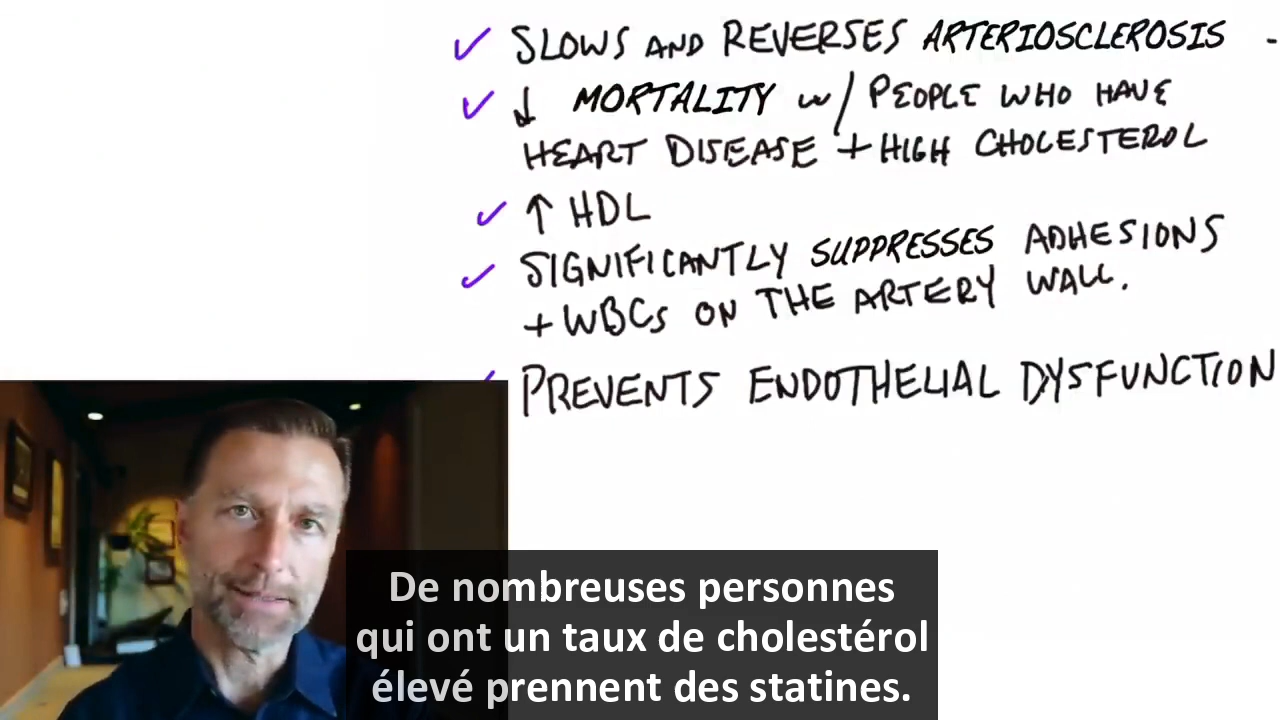 SLOWS AND REVERSES ARTERIOSCLEROSIS -
↓ MORTALITY w/ PEOPLE WHO HAVE
HEART DISEASE + HIGH CHOLESTEROL
↑ HDL
SIGNIFICANTLY SUPPRESSES ADHESIONS
+ WBCs ON THE ARTERY WALL.
PREVENTS ENDOTHELIAL DYSFUNCTION
De nombreuses personnes
qui ont un taux de cholestérol
élevé prennent des statines.